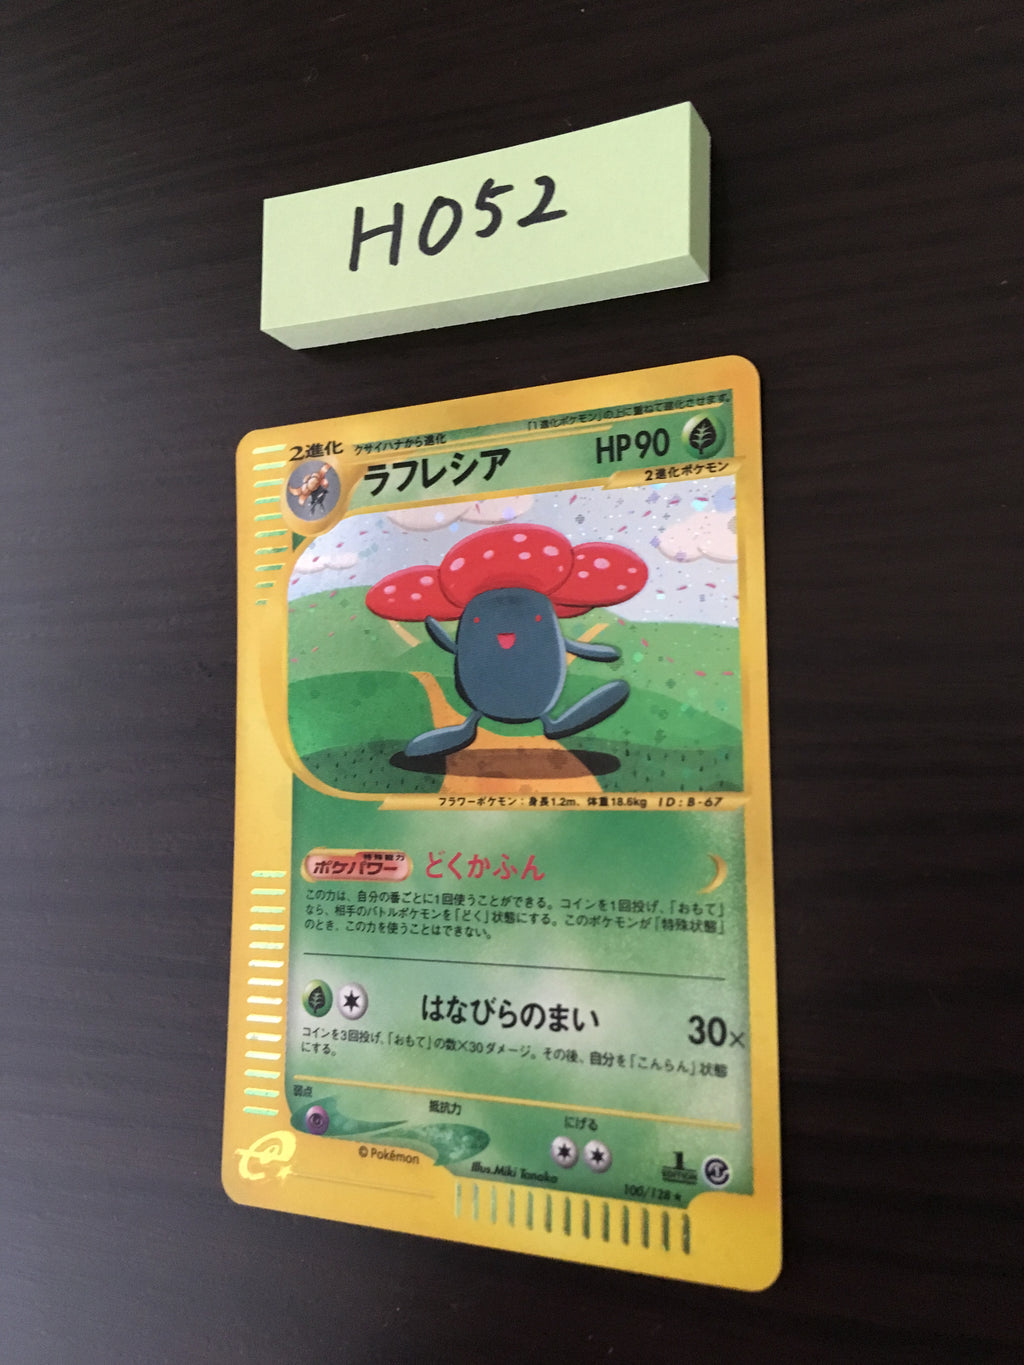 H052
「1進化ポケモン」の上に重ねて進化させます。
2進化 クサイハナから進化
ラフレシア HP90
2進化ポケモン
フラワーポケモン：身長1.2m、体重18.6kg ID：B-67
ポケパワー 特殊能力 どくかふん
この力は、自分の番ごとに1回使うことができる。コインを1回投げ、「おもて」
なら、相手のバトルポケモンを「どく」状態にする。このポケモンが「特殊状態」
のとき、この力を使うことはできない。
はなびらのまい 30×
コインを3回投げ、「おもて」の数×30ダメージ。その後、自分を「こんらん」状態
にする。
弱点 抵抗力 にげる
© Pokémon Illus.Miki Tanaka
1 EDITION
100/128 ★